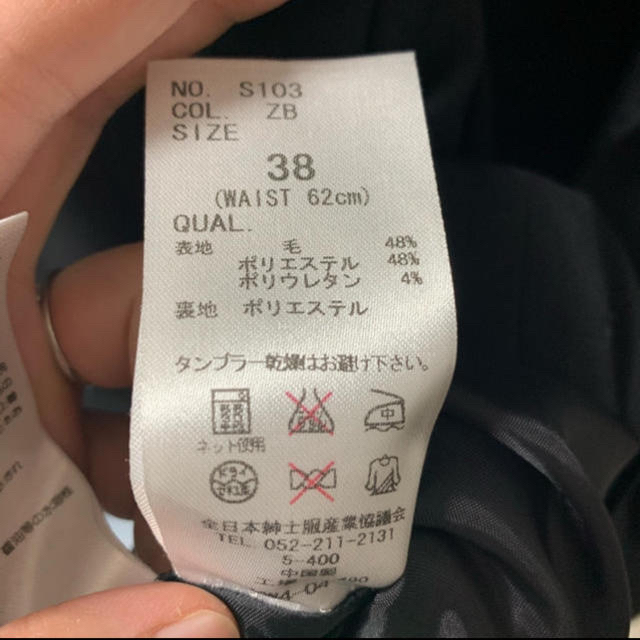 NO. S103
COL. ZB
SIZE
38
(WAIST 62cm)
QUAL.
表地 毛 48%
ポリエステル 48%
ポリウレタン 4%
裏地 ポリエステル
タンブラー乾燥はお避け下さい。
中
ネット使用
ドライ
全日本紳士服産業協議会
TEL. 052-211-2131
5-400
中国製